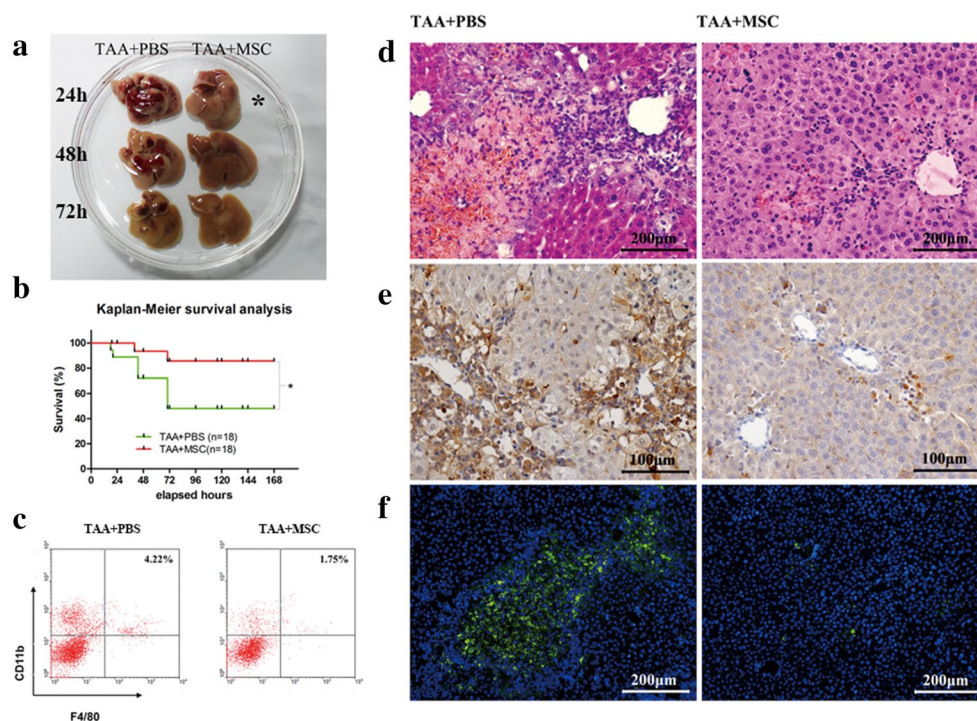 a
TAA+PBS TAA+MSC
24h
*
48h
72h
b
Kaplan-Meier survival analysis
Survival (%)
100
80
60
40
20
0
*
TAA+PBS (n=18)
TAA+MSC(n=18)
0 24 48 72 96 120 144 168
elapsed hours
c
TAA+PBS TAA+MSC
4.22% 1.75%
CD11b
F4/80
TAA+PBS TAA+MSC
d
200μm 200μm
e
100μm 100μm
f
200μm 200μm